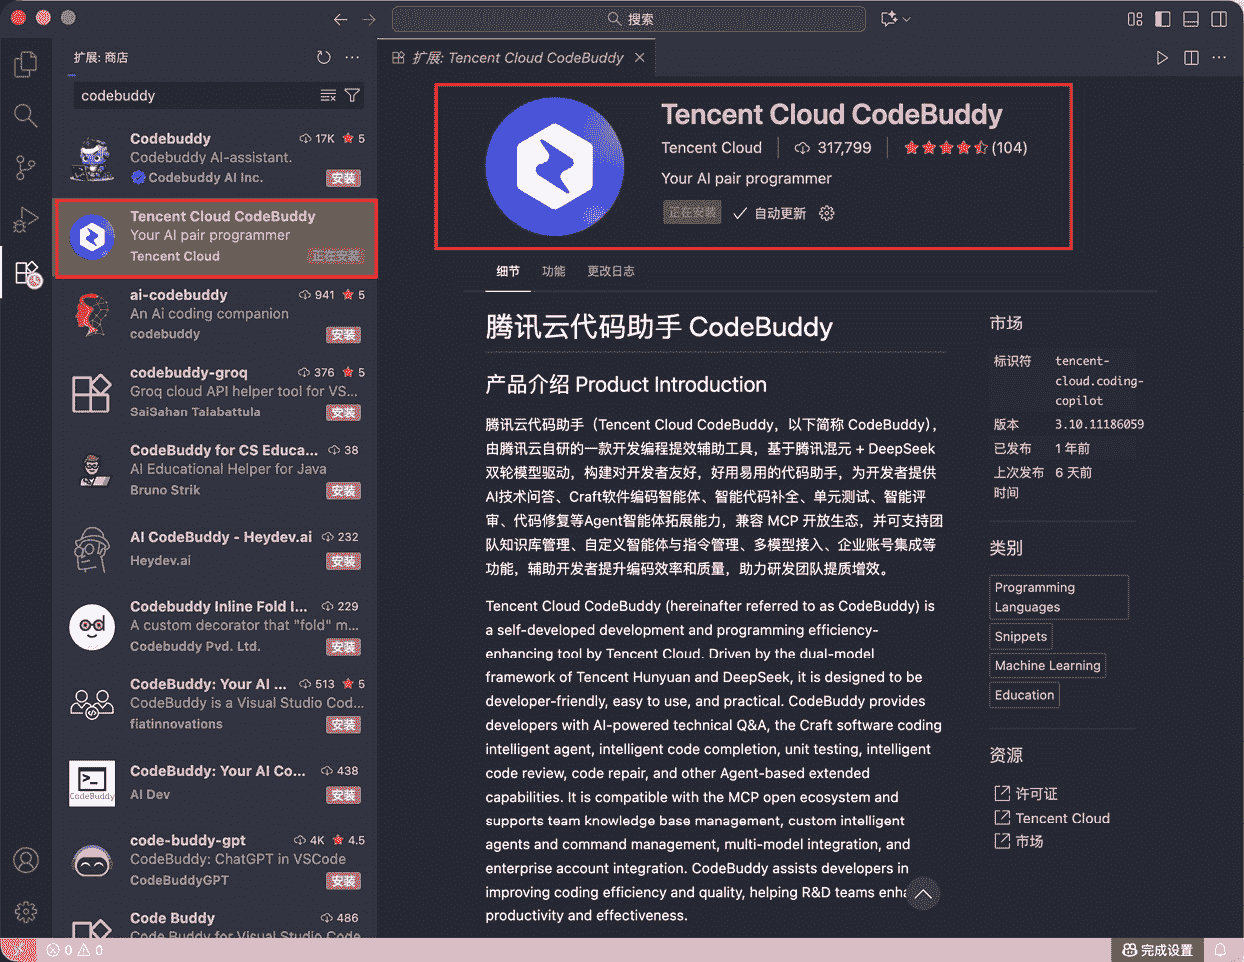 搜索
扩展: 商店
codebuddy
Codebuddy 17K 5
Codebuddy AI-assistant.
Codebuddy AI Inc. 安装
Tencent Cloud CodeBuddy
Your AI pair programmer
Tencent Cloud 正在安装
ai-codebuddy 941 5
An Ai coding companion
codebuddy 安装
codebuddy-groq 376 5
Groq cloud API helper tool for VS...
SaiSahan Talabattula 安装
CodeBuddy for CS Educa... 38
AI Educational Helper for Java
Bruno Strik 安装
AI CodeBuddy - Heydev.ai 232
Heydev.ai 安装
Codebuddy Inline Fold I... 229
A custom decorator that "fold" m...
Codebuddy Pvd. Ltd. 安装
CodeBuddy: Your AI ... 513 5
CodeBuddy is a Visual Studio Cod...
fiatinnovations 安装
CodeBuddy
CodeBuddy: Your AI Co... 438
AI Dev 安装
code-buddy-gpt 4K 4.5
CodeBuddy: ChatGPT in VSCode
CodeBuddyGPT 安装
Code Buddy 486
Code Buddy for Visual Studio Code
扩展: Tencent Cloud CodeBuddy
Tencent Cloud CodeBuddy
Tencent Cloud 317,799 (104)
Your AI pair programmer
正在安装 自动更新
细节 功能 更改日志
腾讯云代码助手 CodeBuddy
产品介绍 Product Introduction
腾讯云代码助手（Tencent Cloud CodeBuddy，以下简称 CodeBuddy），
由腾讯云自研的一款开发编程提效辅助工具，基于腾讯混元 + DeepSeek
双轮模型驱动，构建对开发者友好，好用易用的代码助手，为开发者提供
AI技术问答、Craft软件编码智能体、智能代码补全、单元测试、智能评
审、代码修复等Agent智能体拓展能力，兼容 MCP 开放生态，并可支持团
队知识库管理、自定义智能体与指令管理、多模型接入、企业账号集成等
功能，辅助开发者提升编码效率和质量，助力研发团队提质增效。
Tencent Cloud CodeBuddy (hereinafter referred to as CodeBuddy) is
a self-developed development and programming efficiency-
enhancing tool by Tencent Cloud. Driven by the dual-model
framework of Tencent Hunyuan and DeepSeek, it is designed to be
developer-friendly, easy to use, and practical. CodeBuddy provides
developers with AI-powered technical Q&A, the Craft software coding
intelligent agent, intelligent code completion, unit testing, intelligent
code review, code repair, and other Agent-based extended
capabilities. It is compatible with the MCP open ecosystem and
supports team knowledge base management, custom intelligent
agents and command management, multi-model integration, and
enterprise account integration. CodeBuddy assists developers in
improving coding efficiency and quality, helping R&D teams enha
productivity and effectiveness.
市场
标识符 tencent-
cloud.coding-
copilot
版本 3.10.11186059
已发布 1 年前
上次发布 6 天前
时间
类别
Programming
Languages
Snippets
Machine Learning
Education
资源
许可证
Tencent Cloud
市场
0 0
完成设置